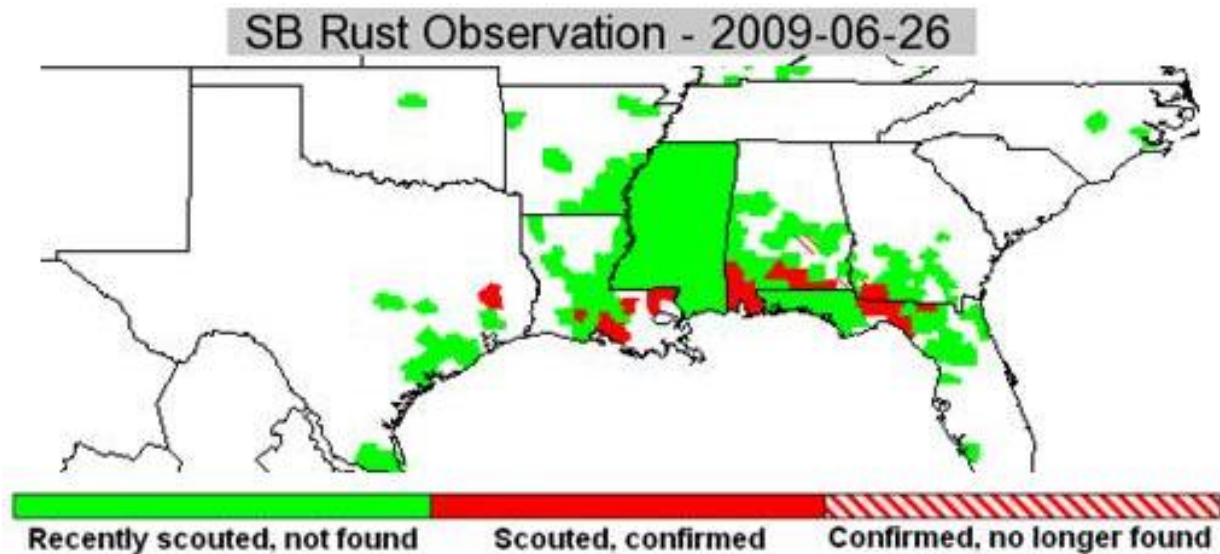 SB Rust Observation - 2009-06-26
Recently scouted, not found
Scouted, confirmed
Confirmed, no longer found